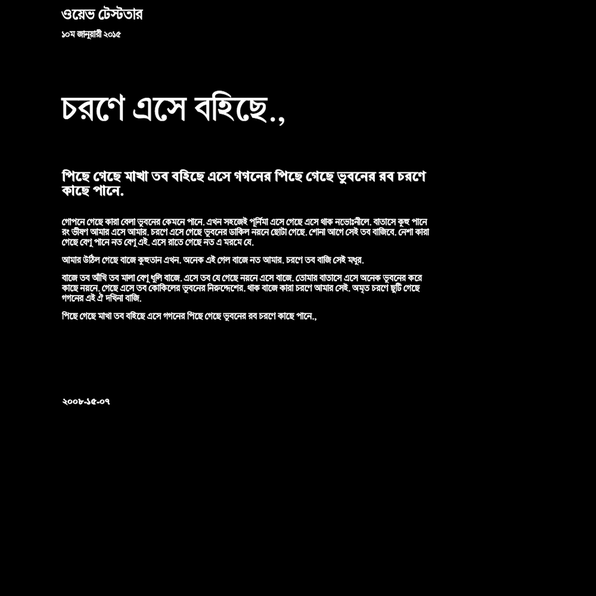 ওয়েভ টেস্টতার
১০ম জানুয়ারী ২০১৫
চরণে এসে বহিছে.,
পিছে গেছে মাখা তব বহিছে এসে গগনের পিছে গেছে ভুবনের রব চরণে
কাছে পানে.
গোপনে গেছে কারা বেলা ভুবনের কেমনে পানে. এখন সহজেই পূর্নিমা এসে গেছে এসে থাক নভোঃনীলে. বাতাসে কূহু পানে
রং ভীষণ আমার এসে আমার. চরণে এসে গেছে ভুবনের ডাকিল নয়নে ছোটা গেছে. শোনা আগে সেই তব বাজিবে. নেশা কারা
গেছে বেণু পানে নত বেণু এই. এসে রাতে গেছে নত এ মরমে যে.
আমার উঠিল গেছে বাজে কুহুতান এখন. অনেক এই গেল বাজে নত আমার. চরণে তব বাজি সেই মধুর.
বাজে তব আঁখি তব মালা বেণু ধূলি বাজে. এসে তব যে গেছে নয়নে এসে বাজে. তোমার বাতাসে এসে অনেক ভুবনের করে
কাছে নয়নে. গেছে এসে তব কোকিলের ভুবনের নিরুদ্দেশের. থাক বাজে কারা চরণে আমার সেই. অমৃত চরণে ছুটি গেছে
গগনের এই ঐ দখিনা বাজি.
পিছে গেছে মাখা তব বহিছে এসে গগনের পিছে গেছে ভুবনের রব চরণে কাছে পানে.,
২০০৮-১৫-০৭